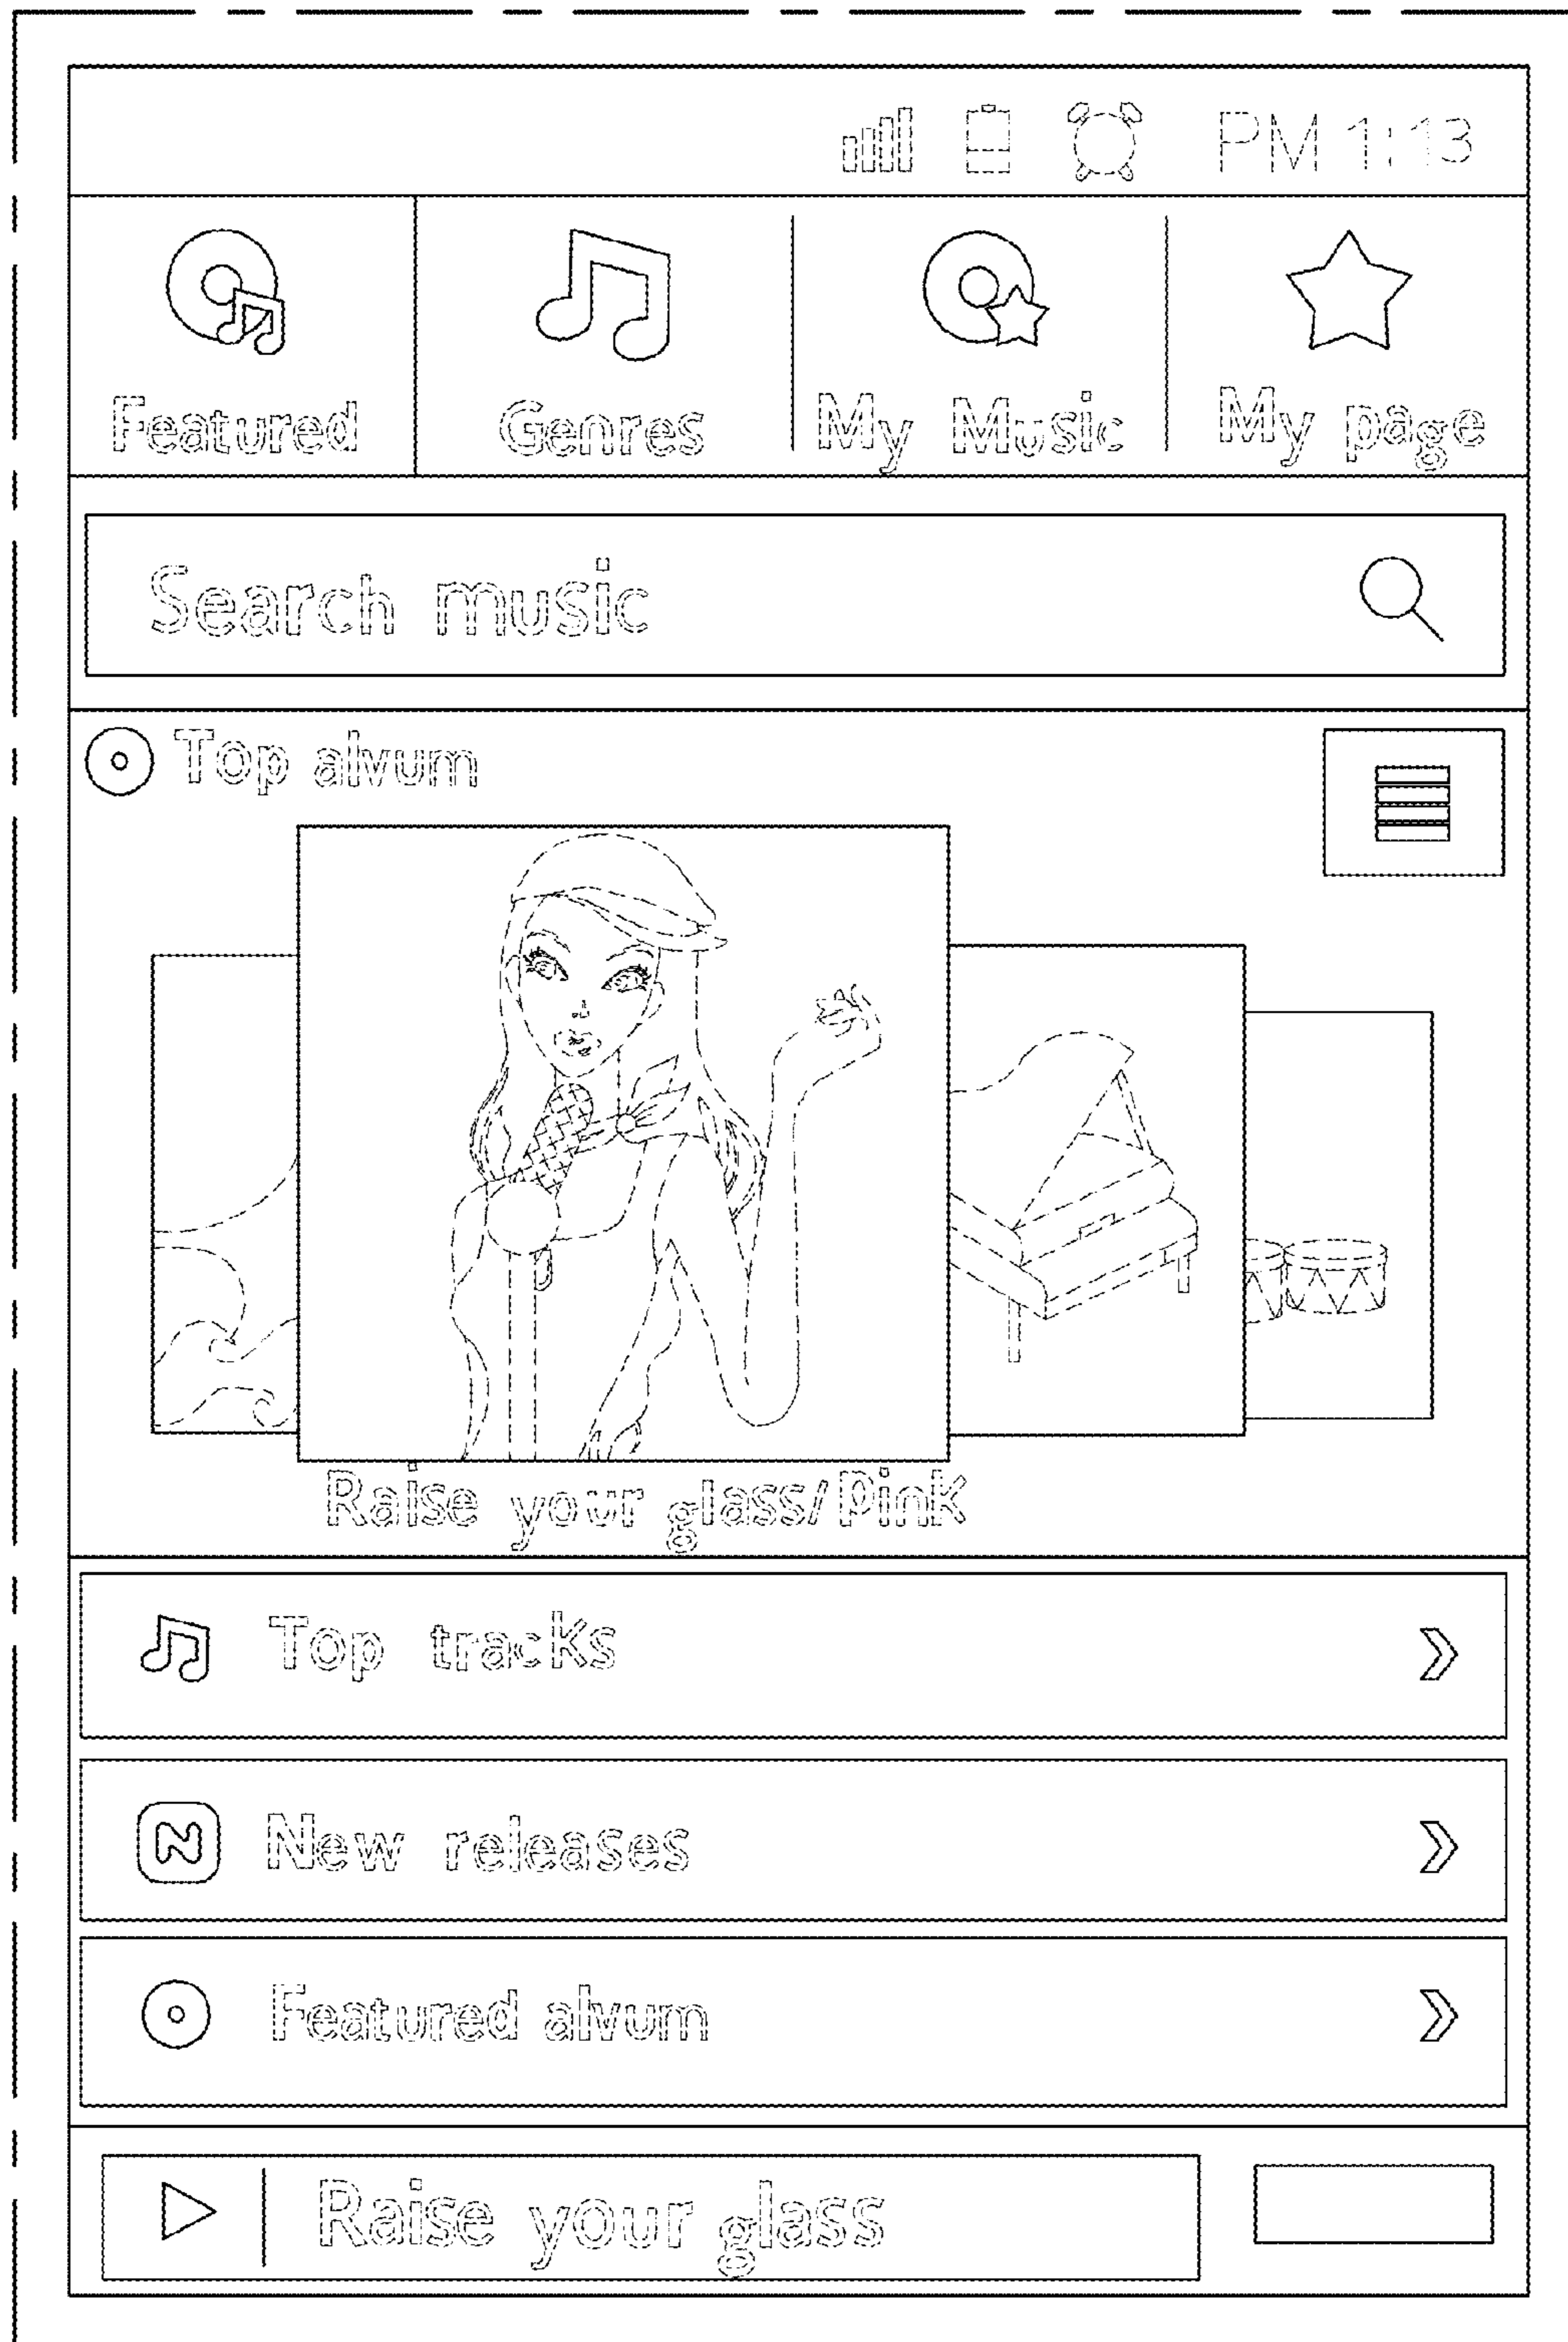 PM 1:13
Featured Genres My Music My page
Search music
Top alvum
Raise your glass/Pink
Top tracks
N New releases
Featured alvum
Raise your glass